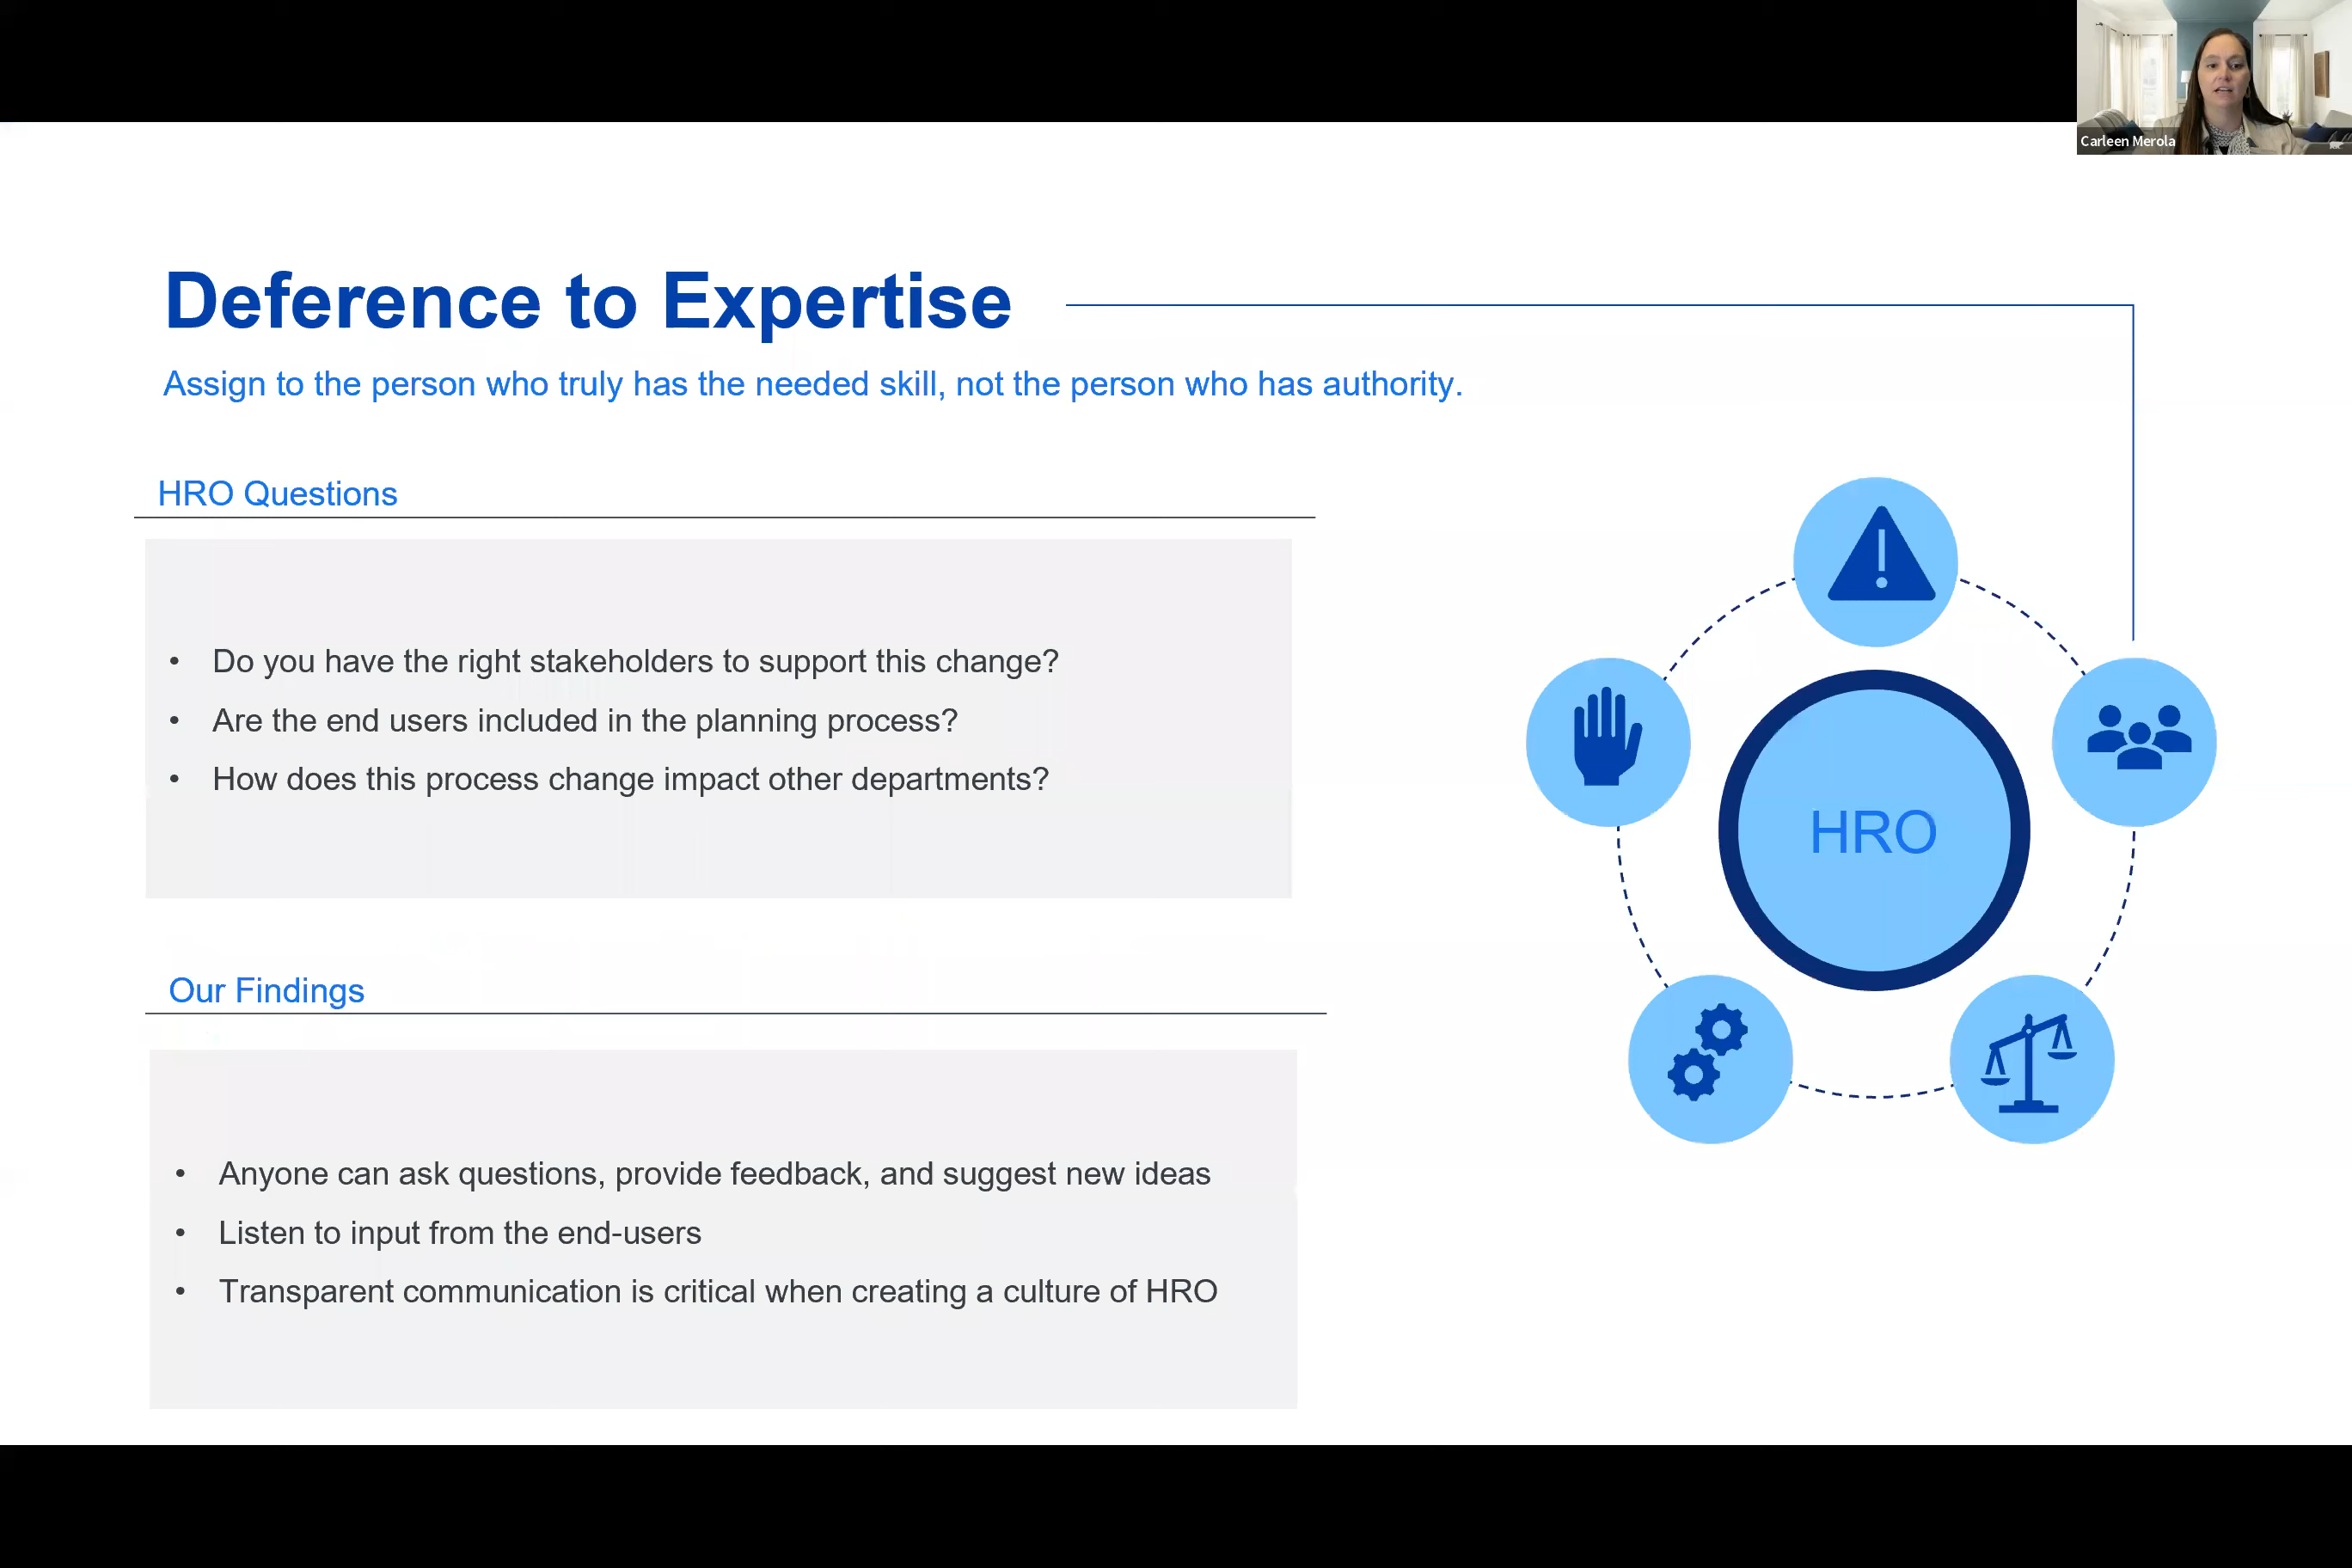 Carleen Merola
Deference to Expertise
Assign to the person who truly has the needed skill, not the person who has authority.
HRO Questions
• Do you have the right stakeholders to support this change?
• Are the end users included in the planning process?
• How does this process change impact other departments?
HRO
Our Findings
• Anyone can ask questions, provide feedback, and suggest new ideas
• Listen to input from the end-users
• Transparent communication is critical when creating a culture of HRO